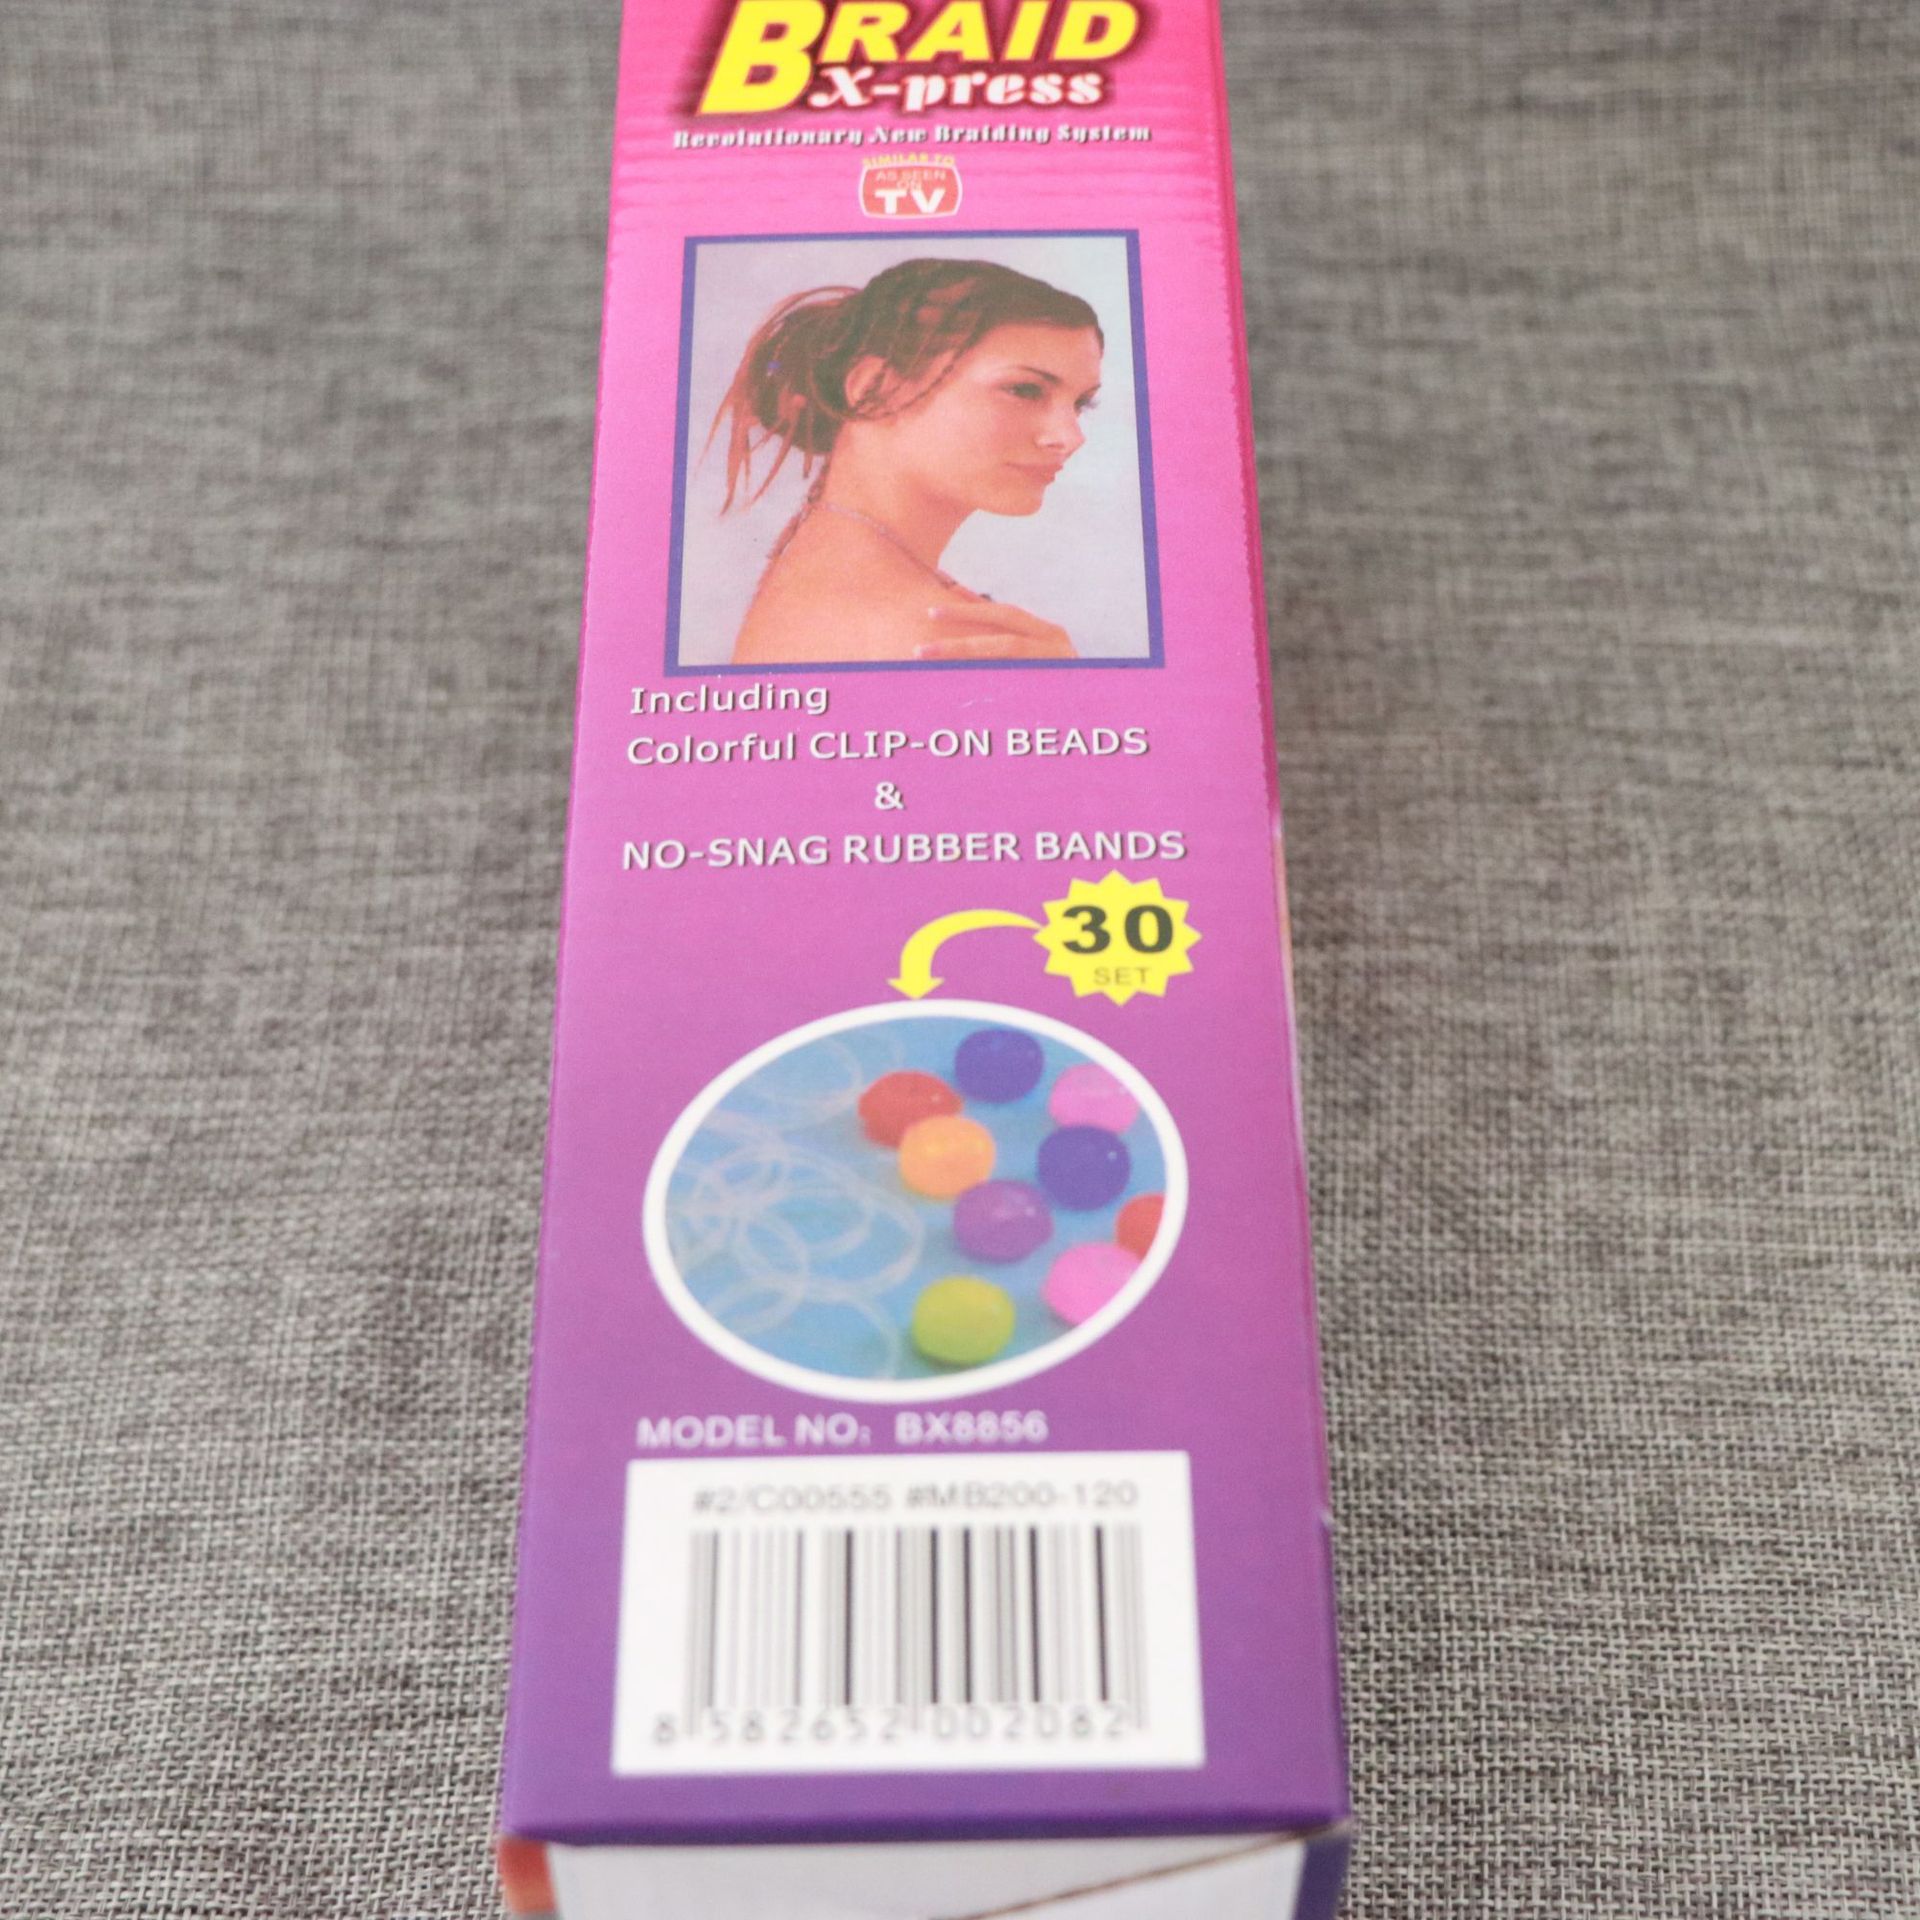 BRAID
X-press
Revolutionary New Braiding System
SIMILAR TO
AS SEEN
ON
TV
Including
Colorful CLIP-ON BEADS
&
NO-SNAG RUBBER BANDS
30
SET
MODEL NO: BX8856
#2/C00555 #MB200-120
8 582652 002082